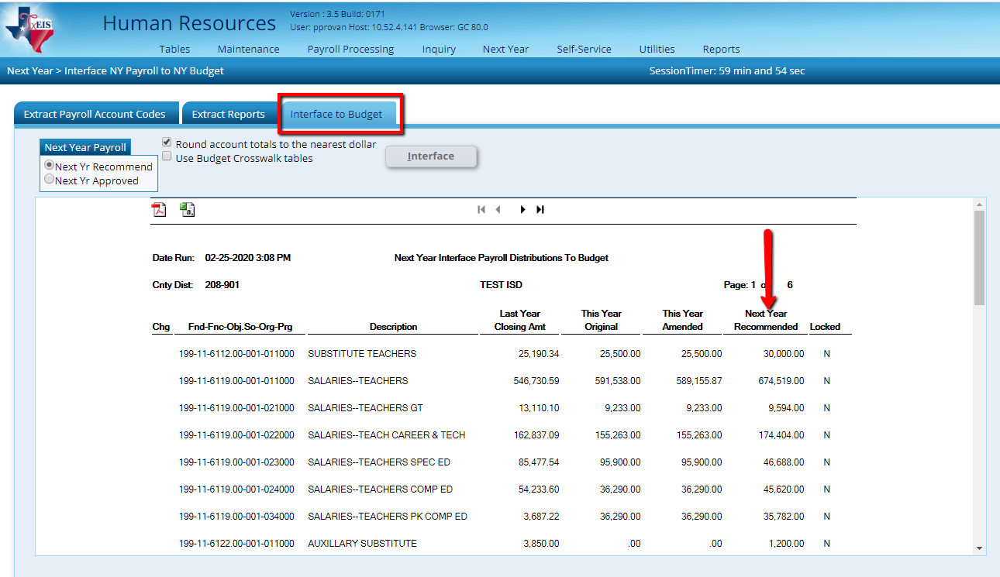 TxEIS
Human Resources
Version : 3.5 Build: 0171
User: pprovan Host: 10.52.4.141 Browser: GC 80.0
Tables Maintenance Payroll Processing Inquiry Next Year Self-Service Utilities Reports
Next Year > Interface NY Payroll to NY Budget SessionTimer: 59 min and 54 sec
Extract Payroll Account Codes Extract Reports Interface to Budget
Next Year Payroll
Next Yr Recommend
Next Yr Approved
Round account totals to the nearest dollar
Use Budget Crosswalk tables
Interface
Date Run: 02-25-2020 3:08 PM Next Year Interface Payroll Distributions To Budget
Cnty Dist: 208-901 TEST ISD Page: 1 6
Last Year This Year This Year Next Year
Chg Fnd-Fnc-Obj.So-Org-Prg Description Closing Amt Original Amended Recommended Locked
199-11-6112.00-001-011000 SUBSTITUTE TEACHERS 25,190.34 25,500.00 25,500.00 30,000.00 N
199-11-6119.00-001-011000 SALARIES--TEACHERS 546,730.59 591,538.00 589,155.87 674,519.00 N
199-11-6119.00-001-021000 SALARIES--TEACHERS GT 13,110.10 9,233.00 9,233.00 9,594.00 N
199-11-6119.00-001-022000 SALARIES--TEACH CAREER & TECH 162,837.09 155,263.00 155,263.00 174,404.00 N
199-11-6119.00-001-023000 SALARIES--TEACHERS SPEC ED 85,477.54 95,900.00 95,900.00 46,688.00 N
199-11-6119.00-001-024000 SALARIES--TEACHERS COMP ED 54,233.60 36,290.00 36,290.00 45,620.00 N
199-11-6119.00-001-034000 SALARIES--TEACHERS PK COMP ED 3,687.22 36,290.00 36,290.00 35,782.00 N
199-11-6122.00-001-011000 AUXILLARY SUBSTITUTE 3,850.00 .00 .00 1,200.00 N